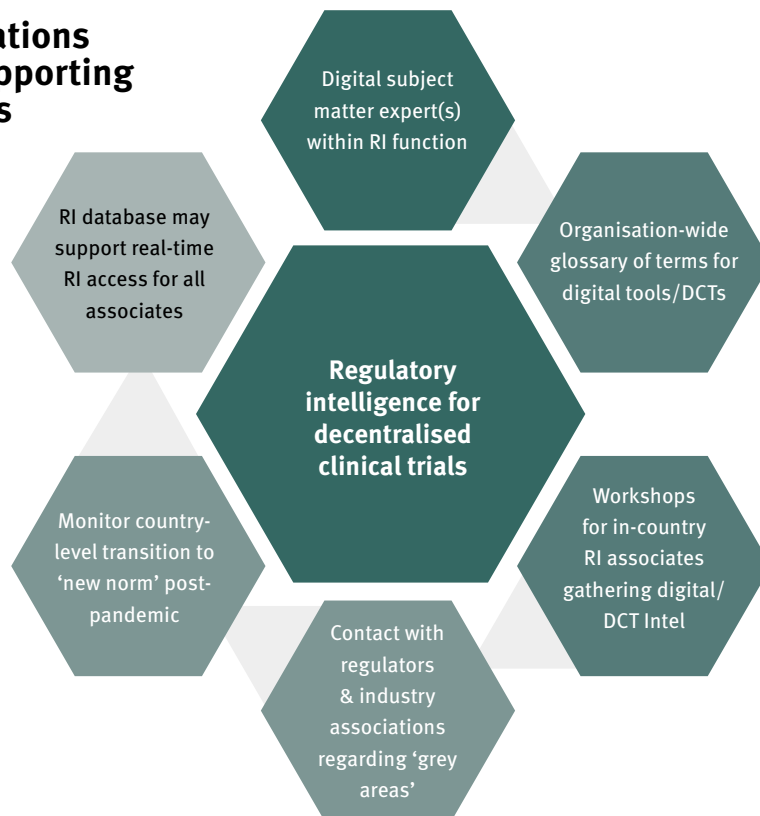 ations
pporting
s
Digital subject
matter expert(s)
within RI function
Organisation-wide
glossary of terms for
digital tools/DCTs
Workshops
for in-country
RI associates
gathering digital/
DCT Intel
Contact with
regulators
& industry
associations
regarding ‘grey
areas’
Monitor country-
level transition to
‘new norm’ post-
pandemic
RI database may
support real-time
RI access for all
associates
Regulatory
intelligence for
decentralised
clinical trials